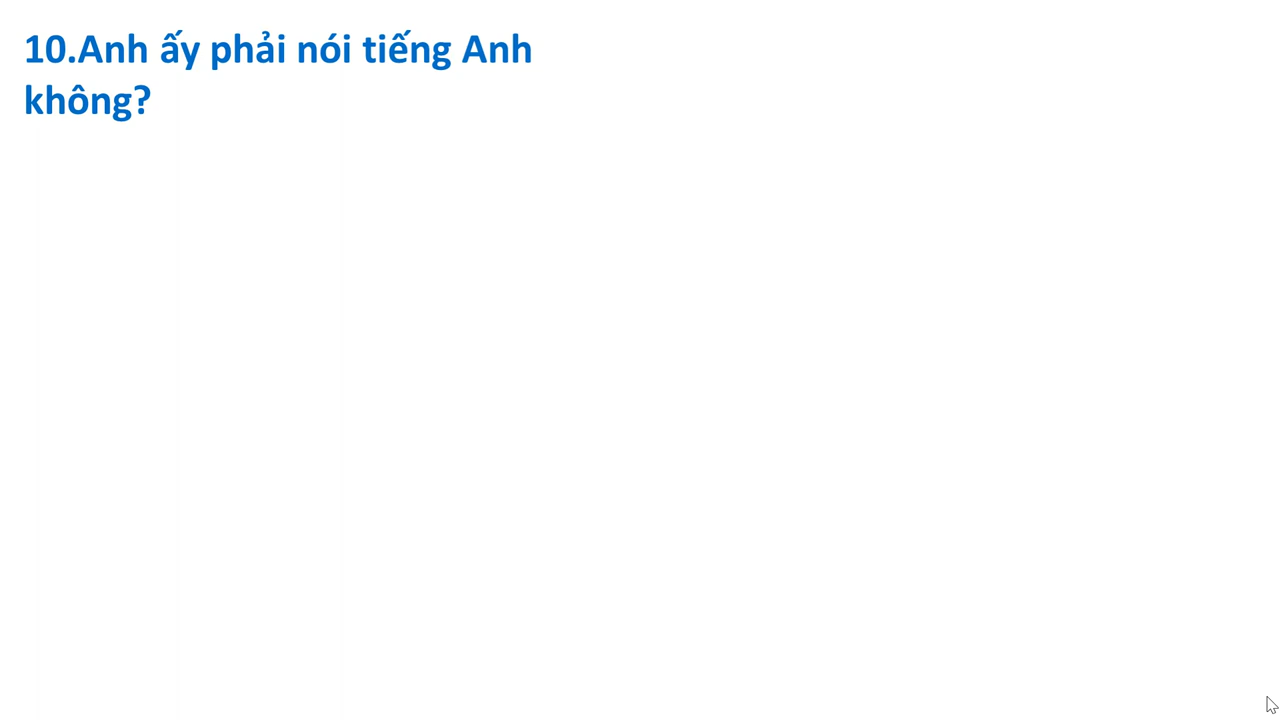 10.Anh ấy phải nói tiếng Anh
không?